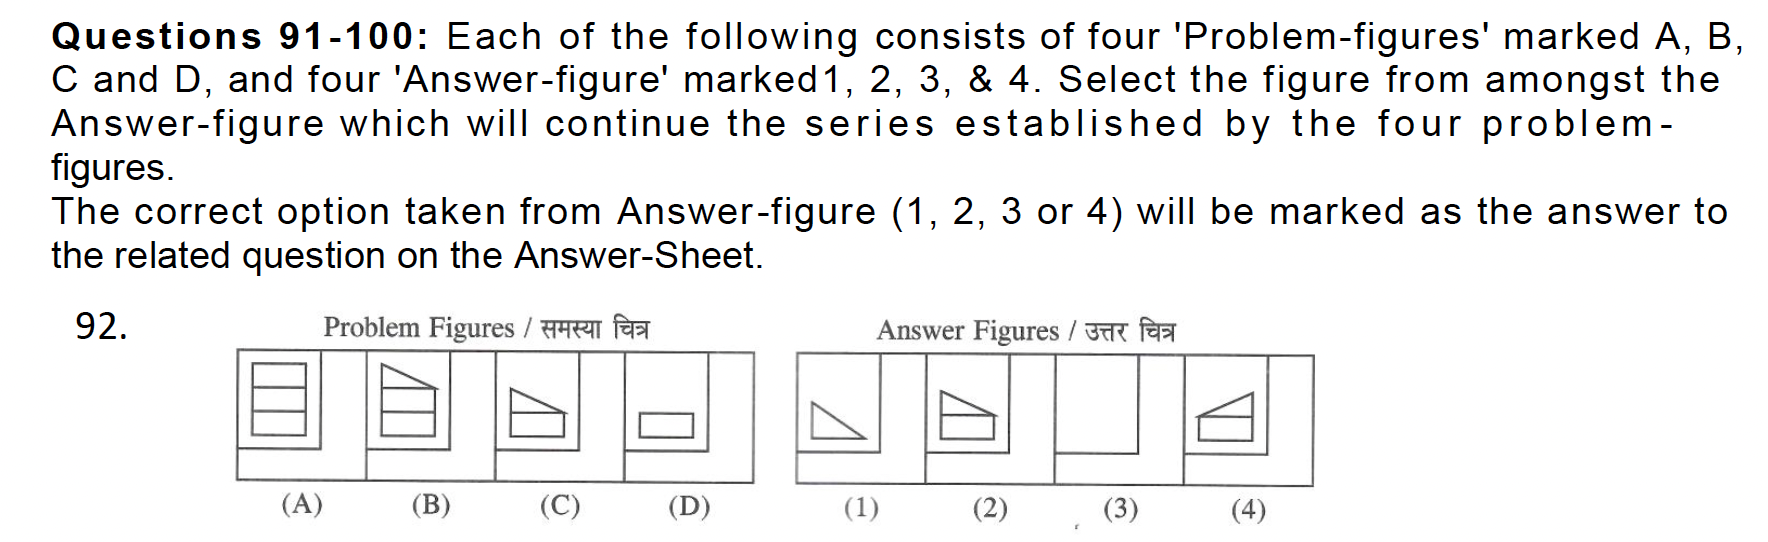 Questions 91-100: Each of the following consists of four 'Problem-figures' marked A, B,
C and D, and four 'Answer-figure' marked1, 2, 3, & 4. Select the figure from amongst the
Answer-figure which will continue the series established by the four problem-
figures.
The correct option taken from Answer-figure (1, 2, 3 or 4) will be marked as the answer to
the related question on the Answer-Sheet.
92.
Problem Figures / समस्या चित्र
Answer Figures / उत्तर चित्र
(A) (B) (C) (D)
(1) (2) (3) (4)